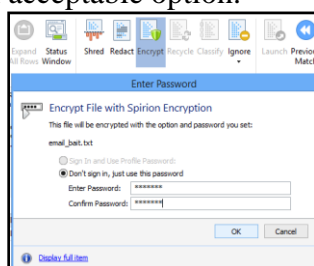 acceptable option.
Expand All Rows Status Window Shred Redact Encrypt Recycle Classify Ignore Launch Previous Match
Enter Password
Encrypt File with Spirion Encryption
This file will be encrypted with the option and password you set:
email_bait.txt
Sign In and Use Profile Password:
Don't sign in, just use this password
Enter Password: *******
Confirm Password: *******
OK Cancel
Display full item